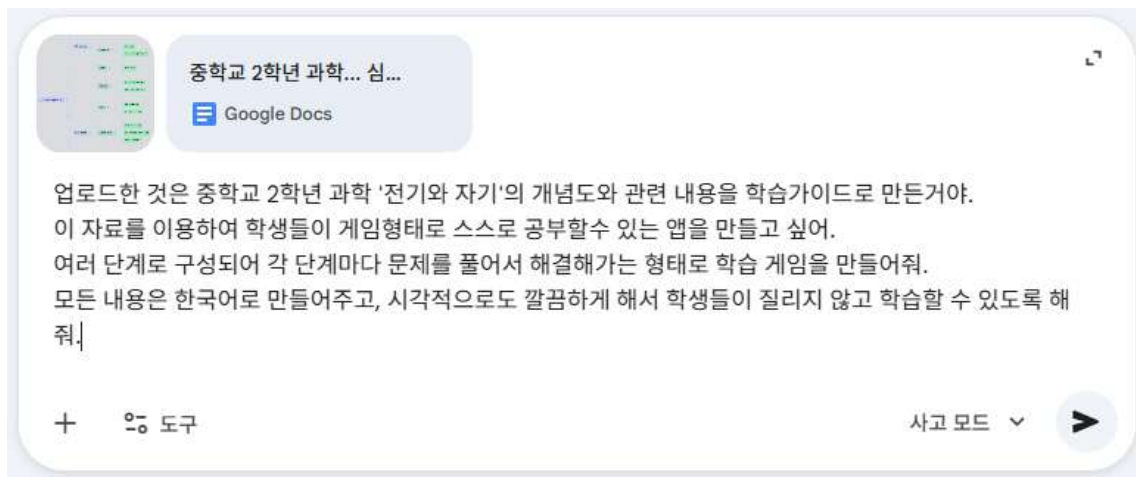 중학교 2학년 과학... 심...
Google Docs
업로드한 것은 중학교 2학년 과학 '전기와 자기'의 개념도와 관련 내용을 학습가이드로 만든거야.
이 자료를 이용하여 학생들이 게임형태로 스스로 공부할수 있는 앱을 만들고 싶어.
여러 단계로 구성되어 각 단계마다 문제를 풀어서 해결해가는 형태로 학습 게임을 만들어줘.
모든 내용은 한국어로 만들어주고, 시각적으로도 깔끔하게 해서 학생들이 질리지 않고 학습할 수 있도록 해
줘.
도구
사고 모드